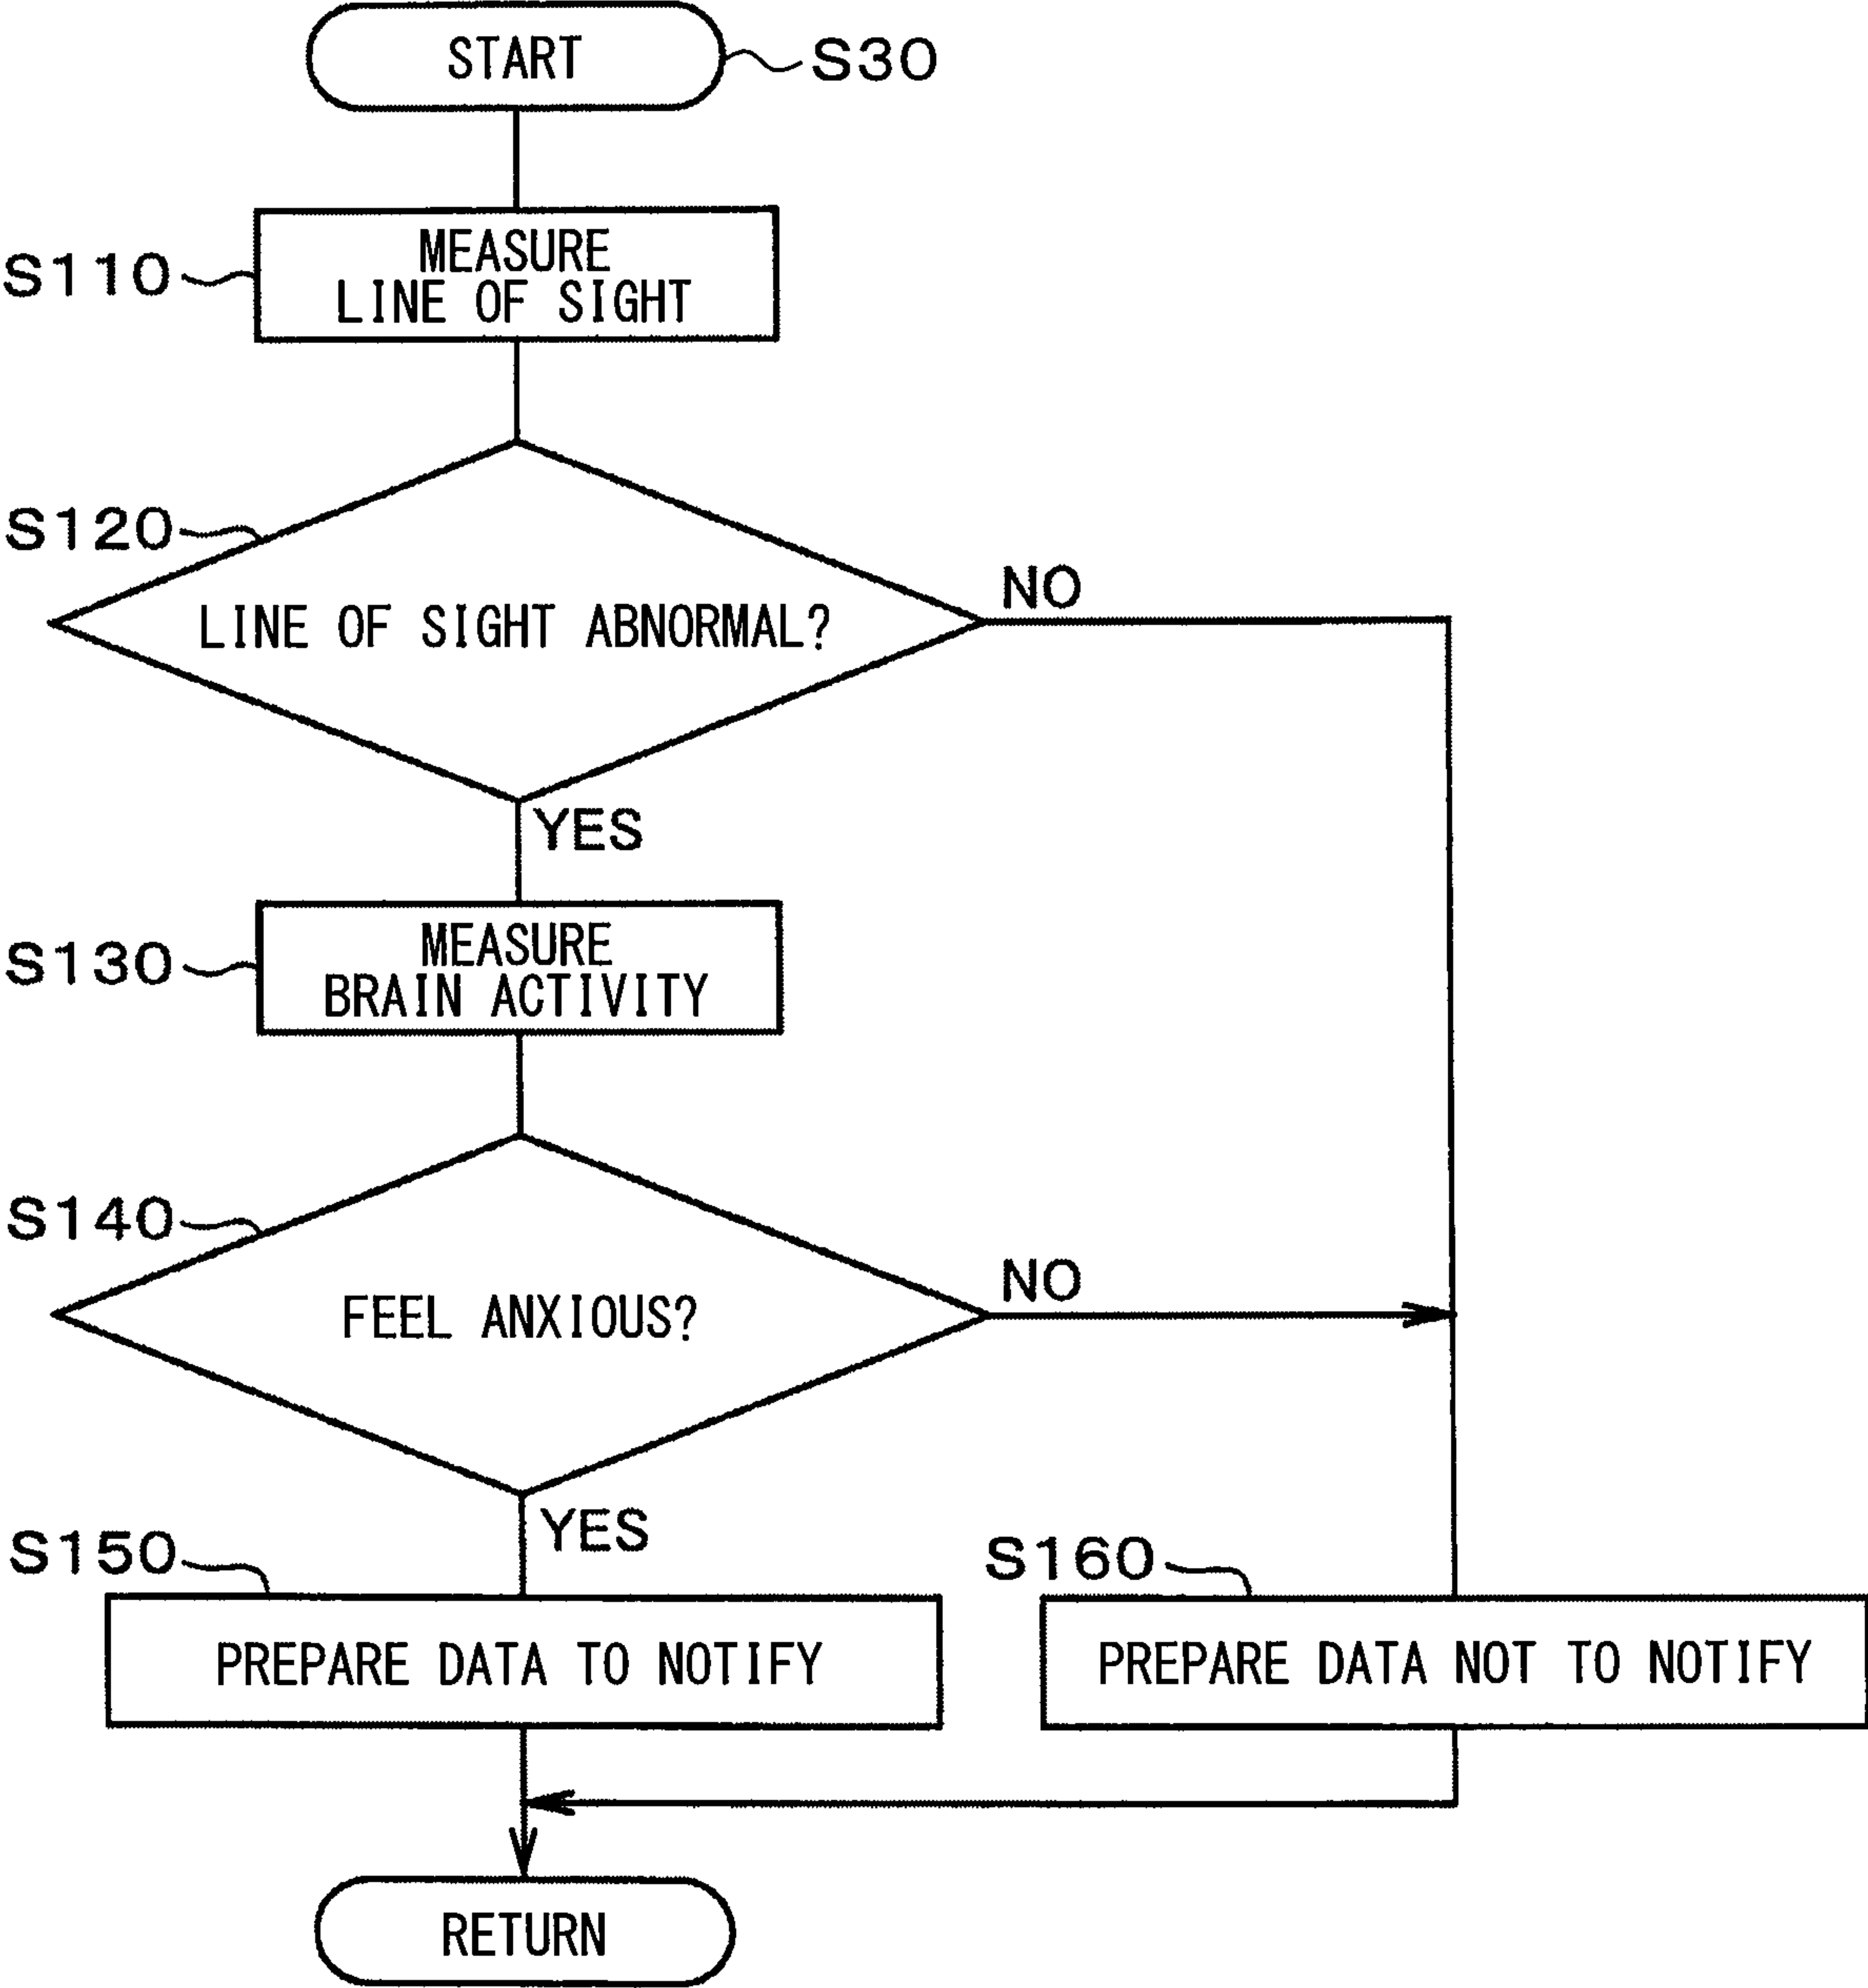 START
S30
MEASURE
LINE OF SIGHT
S110
S120
LINE OF SIGHT ABNORMAL?
NO
YES
S130
MEASURE
BRAIN ACTIVITY
S140
FEEL ANXIOUS?
NO
YES
S150
PREPARE DATA TO NOTIFY
S160
PREPARE DATA NOT TO NOTIFY
RETURN